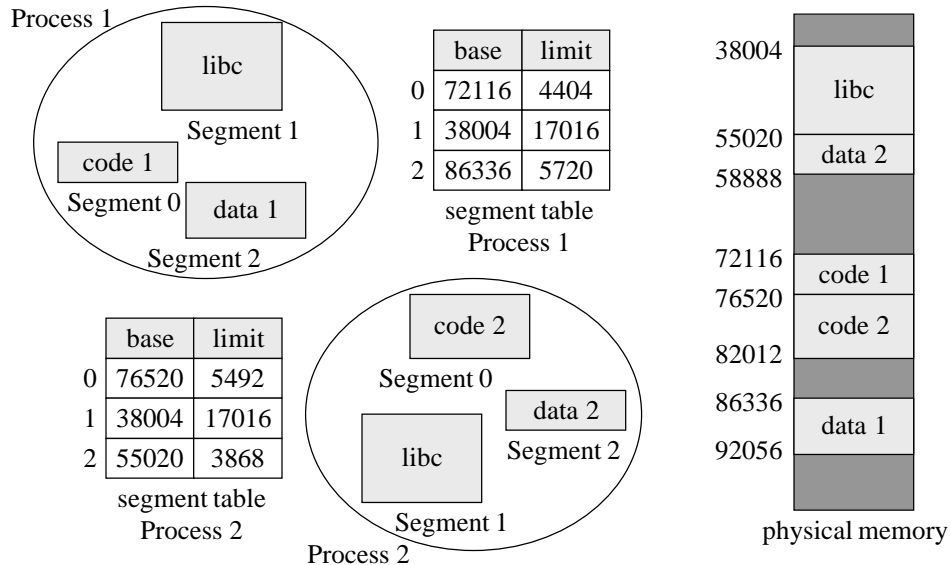 Process 1
libc
Segment 1
code 1
Segment 0
data 1
Segment 2
base limit
0 72116 4404
1 38004 17016
2 86336 5720
segment table
Process 1
base limit
0 76520 5492
1 38004 17016
2 55020 3868
segment table
Process 2
code 2
Segment 0
data 2
Segment 2
libc
Segment 1
Process 2
38004
libc
55020
data 2
58888
72116
code 1
76520
code 2
82012
86336
data 1
92056
physical memory